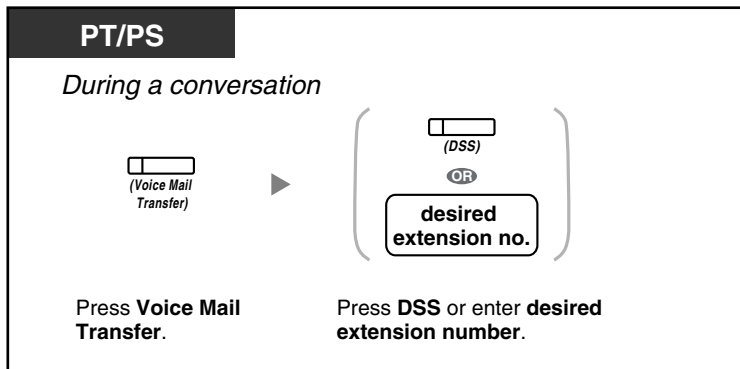 PT/PS
During a conversation
(Voice Mail
Transfer)
(DSS)
OR
desired
extension no.
Press Voice Mail
Transfer.
Press DSS or enter desired
extension number.